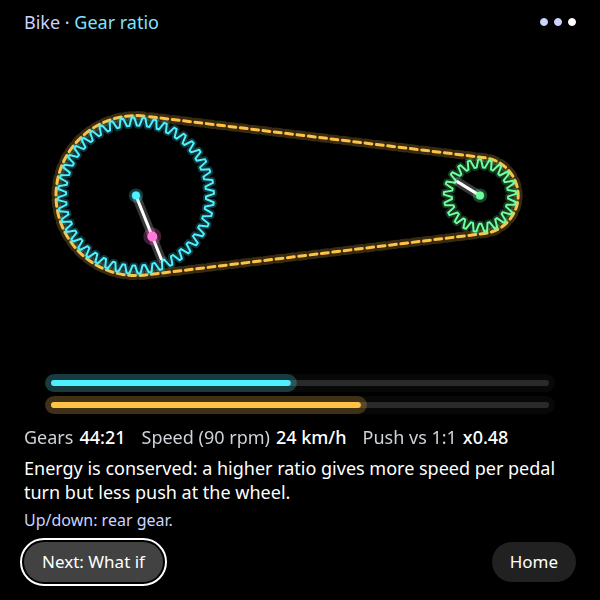 Bike · Gear ratio
Gears 44:21 Speed (90 rpm) 24 km/h Push vs 1:1 x0.48
Energy is conserved: a higher ratio gives more speed per pedal
turn but less push at the wheel.
Up/down: rear gear.
Next: What if
Home